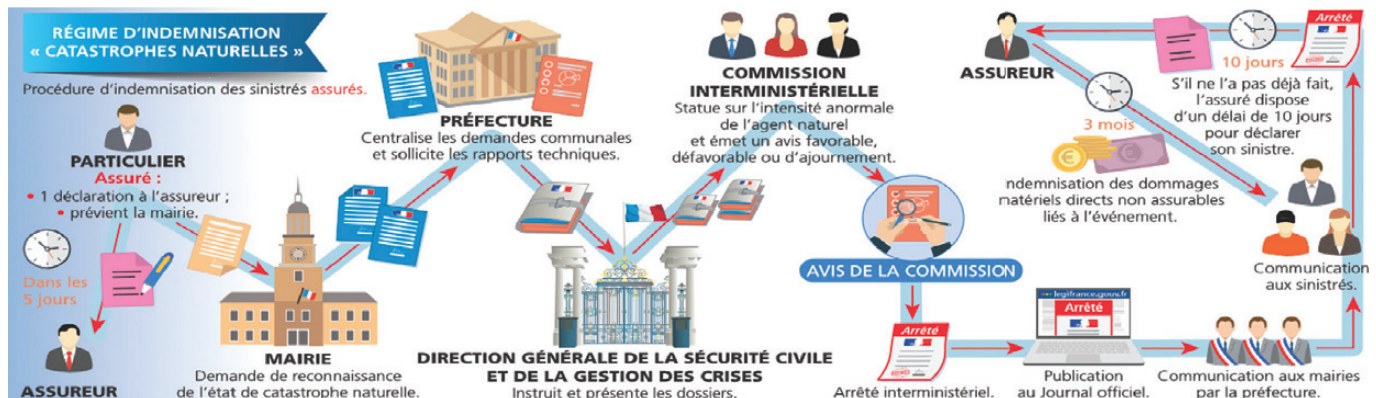 RÉGIME D'INDEMNISATION
« CATASTROPHES NATURELLES »
Procédure d'indemnisation des sinistrés assurés.
PARTICULIER
Assuré :
• 1 déclaration à l'assureur ;
• prévient la mairie.
Dans les
5 jours
ASSUREUR
MAIRIE
Demande de reconnaissance
de l'état de catastrophe naturelle.
PRÉFECTURE
Centralise les demandes communales
et sollicite les rapports techniques.
DIRECTION GÉNÉRALE DE LA SÉCURITÉ CIVILE
ET DE LA GESTION DES CRISES
Instruit et présente les dossiers.
COMMISSION
INTERMINISTÉRIELLE
Statue sur l'intensité anormale
de l'agent naturel
et émet un avis favorable,
défavorable ou d'ajournement.
AVIS DE LA COMMISSION
Arrêté
Arrêté interministériel.
legifrance.gouv.fr
Arrêté
Publication
au Journal officiel.
Communication aux mairies
par la préfecture.
Communication
aux sinistrés.
Arrêté
10 jours
S'il ne l'a pas déjà fait,
l'assuré dispose
d'un délai de 10 jours
pour déclarer
son sinistre.
ASSUREUR
3 mois
ndemnisation des dommages
matériels directs non assurables
liés à l'événement.